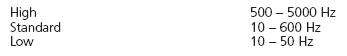 High 500 – 5000 Hz
Standard 10 – 600 Hz
Low 10 – 50 Hz